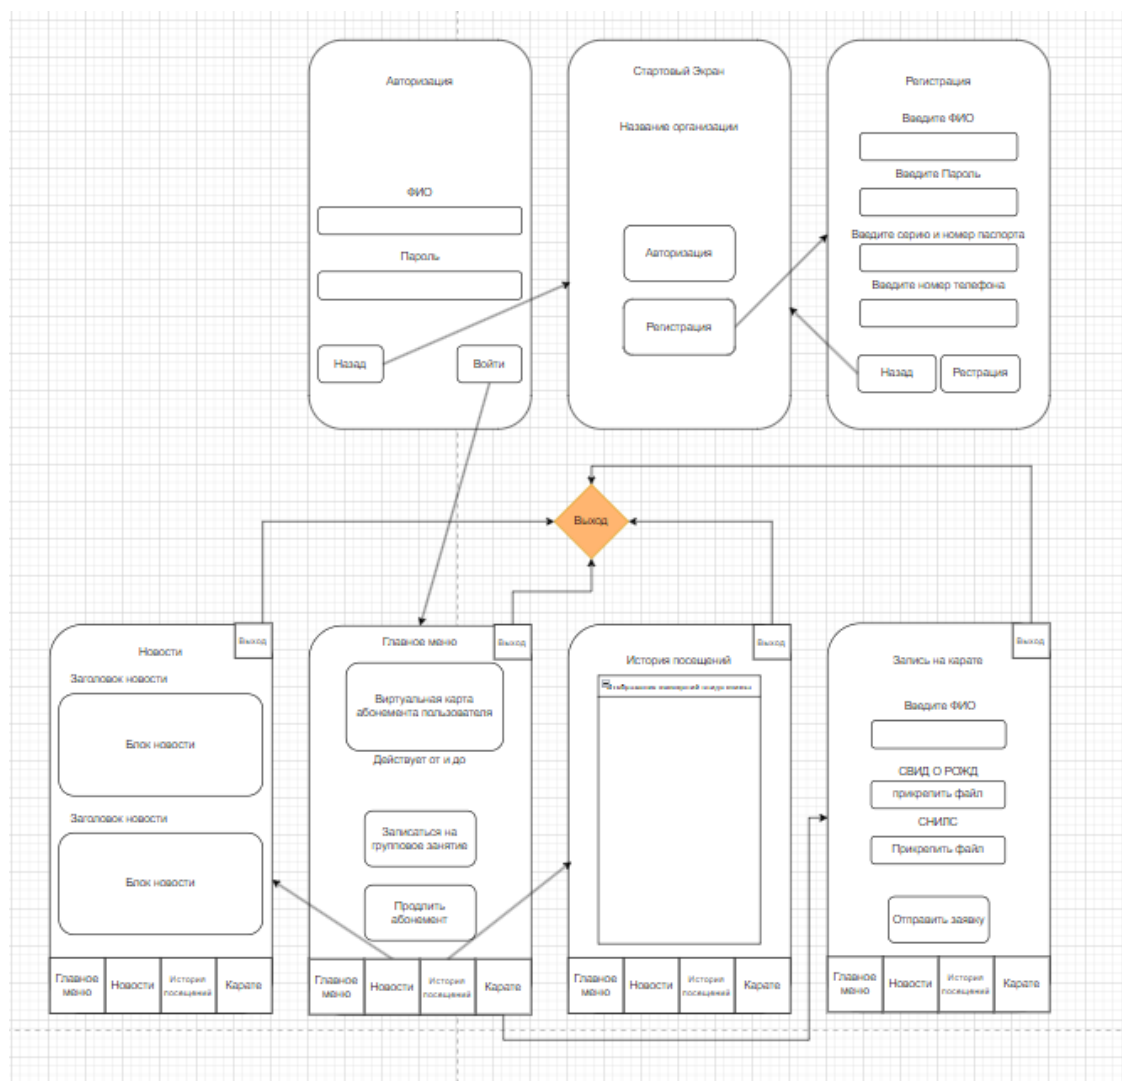 Авторизация
ФИО
Пароль
Назад
Войти
Стартовый Экран
Название организации
Авторизация
Регистрация
Регистрация
Введите ФИО
Введите Пароль
Введите серию и номер паспорта
Введите номер телефона
Назад
Рестрация
Выход
Новости
Выход
Заголовок новости
Блок новости
Заголовок новости
Блок новости
Главное
меню
Новости
История
посещений
Карате
Главное меню
Выход
Виртуальная карта
абонемента пользователя
Действует от и до
Записаться на
групповое занятие
Продлить
абонемент
Главное
меню
Новости
История
посещений
Карате
Выход
История посещений
Главное
меню
Новости
История
посещений
Карате
Выход
Запись на карате
Введите ФИО
СВИД О РОЖД
прикрепить файл
СНИЛС
Прикрепить файл
Отправить заявку
Главное
меню
Новости
История
посещений
Карате